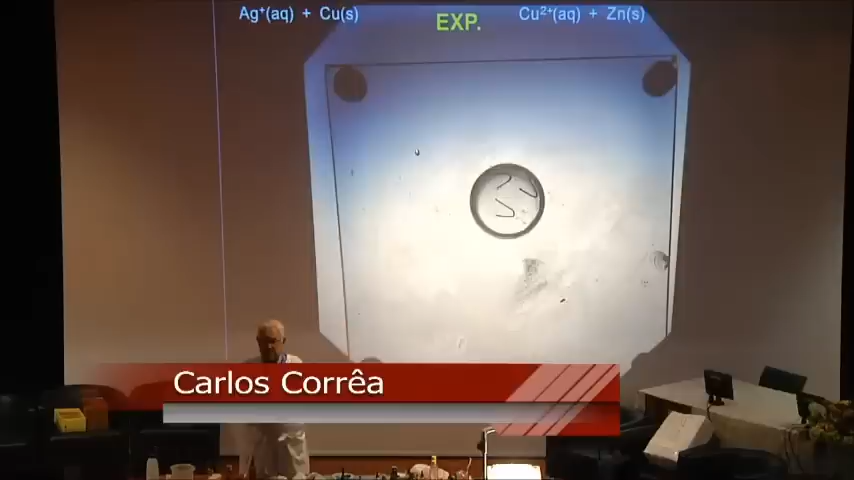 Ag⁺(aq) + Cu(s)
EXP.
Cu²⁺(aq) + Zn(s)
Carlos Corrêa